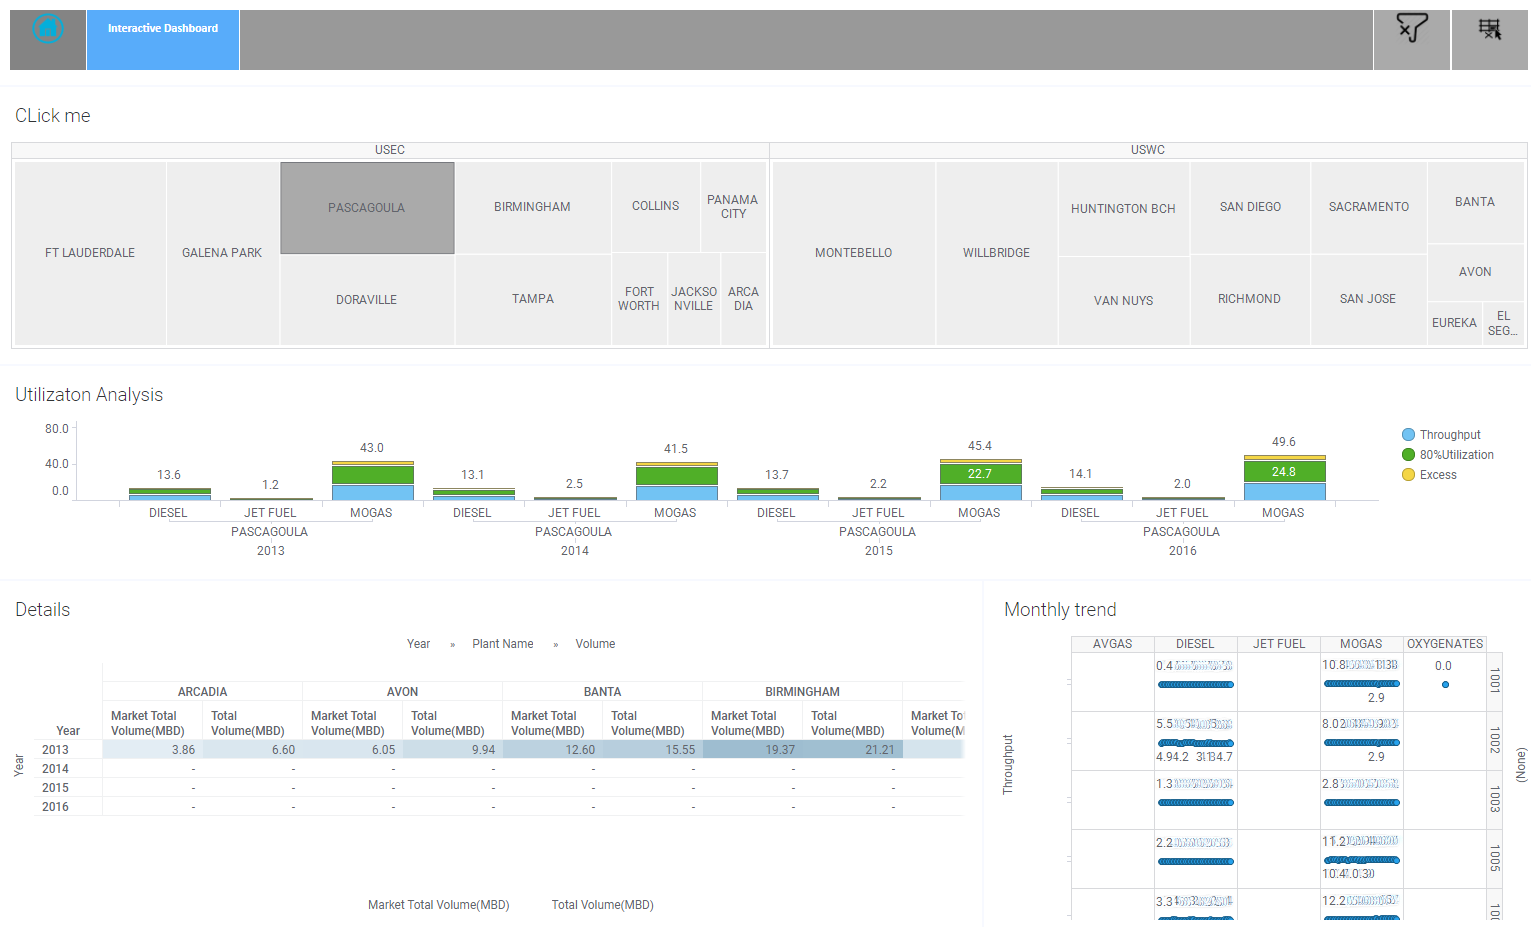 Interactive Dashboard
CLick me
USEC USWC
FT LAUDERDALE
GALENA PARK
PASCAGOULA
DORAVILLE
BIRMINGHAM
TAMPA
COLLINS
PANAMA
CITY
FORT
WORTH
JACKSO
NVILLE
ARCA
DIA
MONTEBELLO
WILLBRIDGE
HUNTINGTON BCH
VAN NUYS
SAN DIEGO
RICHMOND
SACRAMENTO
SAN JOSE
BANTA
AVON
EUREKA
EL
SEG...
Utilizaton Analysis
80.0
40.0
0.0
13.6 1.2 43.0 13.1 2.5 41.5 13.7 2.2 45.4 14.1 2.0 49.6
22.7 24.8
DIESEL JET FUEL MOGAS DIESEL JET FUEL MOGAS DIESEL JET FUEL MOGAS DIESEL JET FUEL MOGAS
PASCAGOULA PASCAGOULA PASCAGOULA PASCAGOULA
2013 2014 2015 2016
Throughput
80%Utilization
Excess
Details
Year » Plant Name » Volume
ARCADIA AVON BANTA BIRMINGHAM
Market Total Total Market Total Total Market Total Total Market Total Total Market To
Year Volume(MBD) Volume(MBD) Volume(MBD) Volume(MBD) Volume(MBD) Volume(MBD) Volume(MBD) Volume(MBD) Volume(M
Year
2013 3.86 6.60 6.05 9.94 12.60 15.55 19.37 21.21
2014 - - - - - - - -
2015 - - - - - - - -
2016 - - - - - - - -
Market Total Volume(MBD) Total Volume(MBD)
Monthly trend
AVGAS DIESEL JET FUEL MOGAS OXYGENATES
Throughput
(None)
0.4 10.8 0.0 1001
2.9
5.5 8.0 1002
2.9
1.3 2.8 1003
2.2 11.2 1005
3.3 12.2